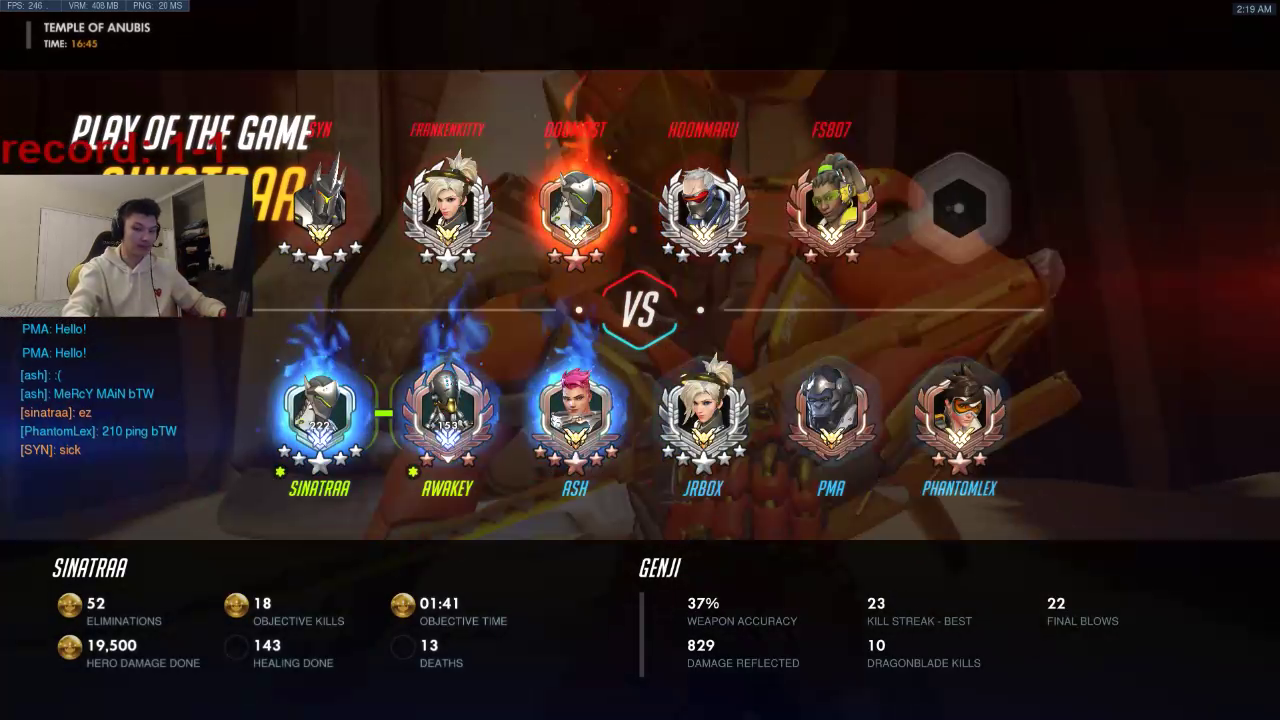 FPS: 246
VRM: 408 MB
PNG: 20 MS
2:19 AM
TEMPLE OF ANUBIS
TIME: 16:45
PLAY OF THE GAME
record: 1-1
SINATRAA
SYN
FRANKENKITTY
HOONMARU
FS807
VS
PMA: Hello!
PMA: Hello!
[ash]: :(
[ash]: MeRcY MAiN bTW
[sinatraa]: ez
[PhantomLex]: 210 ping bTW
[SYN]: sick
222
153
SINATRAA
AWAKEY
ASH
JRBOX
PMA
PHANTOMLEX
SINATRAA
52
ELIMINATIONS
18
OBJECTIVE KILLS
01:41
OBJECTIVE TIME
19,500
HERO DAMAGE DONE
143
HEALING DONE
13
DEATHS
GENJI
37%
WEAPON ACCURACY
23
KILL STREAK - BEST
22
FINAL BLOWS
829
DAMAGE REFLECTED
10
DRAGONBLADE KILLS